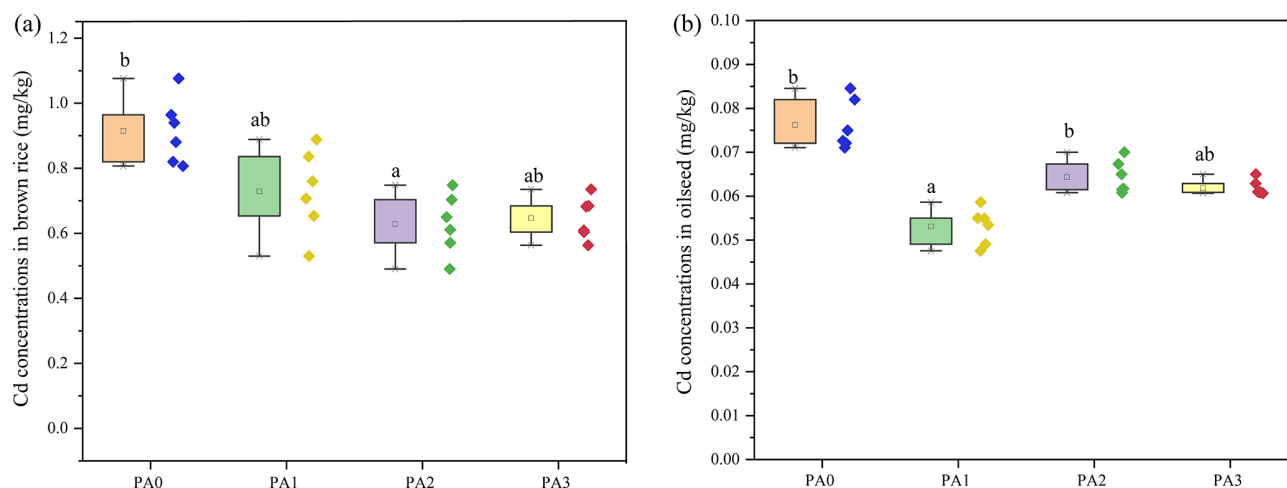 (a)
Cd concentrations in brown rice (mg/kg)
1.2
1.0
0.8
0.6
0.4
0.2
0.0
b
ab
a
ab
PA0 PA1 PA2 PA3
(b)
Cd concentrations in oilseed (mg/kg)
0.10
0.09
0.08
0.07
0.06
0.05
0.04
0.03
0.02
0.01
0.00
b
a
b
ab
PA0 PA1 PA2 PA3